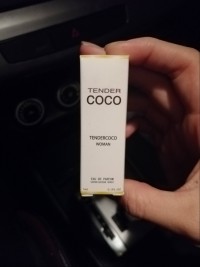 TENDER
COCO
TENDERCOCO
WOMAN
EAU DE PARFUM